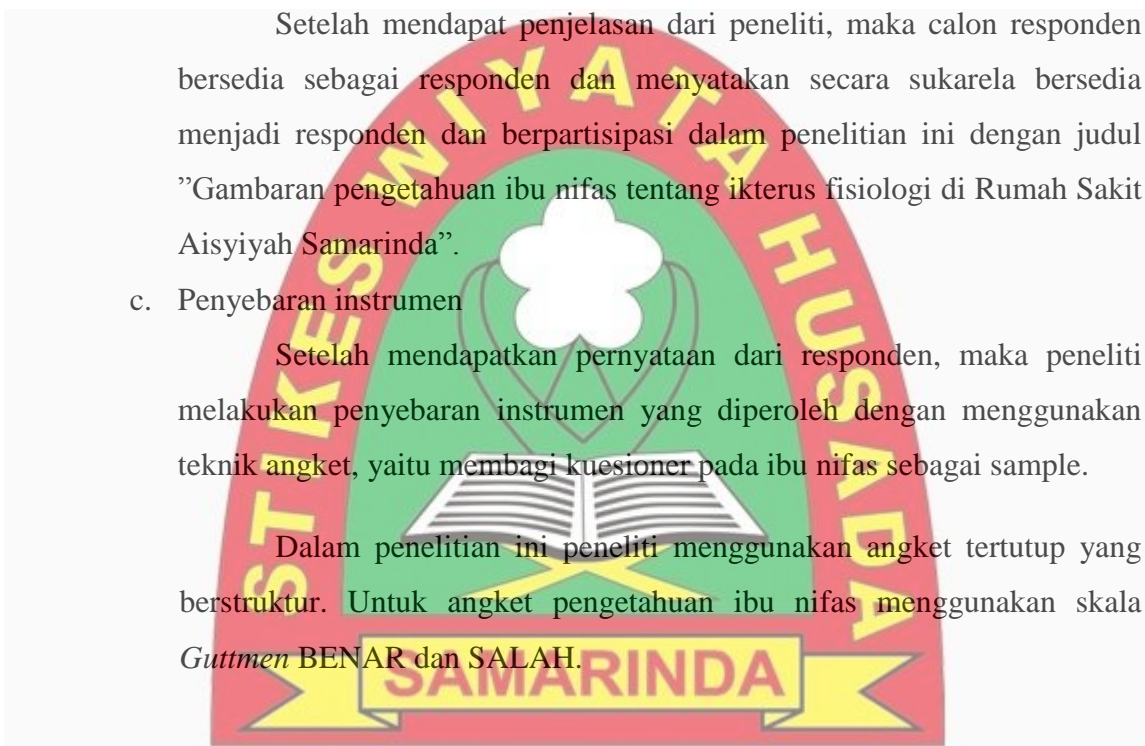 Setelah mendapat penjelasan dari peneliti, maka calon responden
bersedia sebagai responden dan menyatakan secara sukarela bersedia
menjadi responden dan berpartisipasi dalam penelitian ini dengan judul
”Gambaran pengetahuan ibu nifas tentang ikterus fisiologi di Rumah Sakit
Aisyiyah Samarinda”.
c. Penyebaran instrumen
Setelah mendapatkan pernyataan dari responden, maka peneliti
melakukan penyebaran instrumen yang diperoleh dengan menggunakan
teknik angket, yaitu membagi kuesioner pada ibu nifas sebagai sample.
Dalam penelitian ini peneliti menggunakan angket tertutup yang
berstruktur. Untuk angket pengetahuan ibu nifas menggunakan skala
Guttmen BENAR dan SALAH.
STIKES WIYATA HUSADA
SAMARINDA